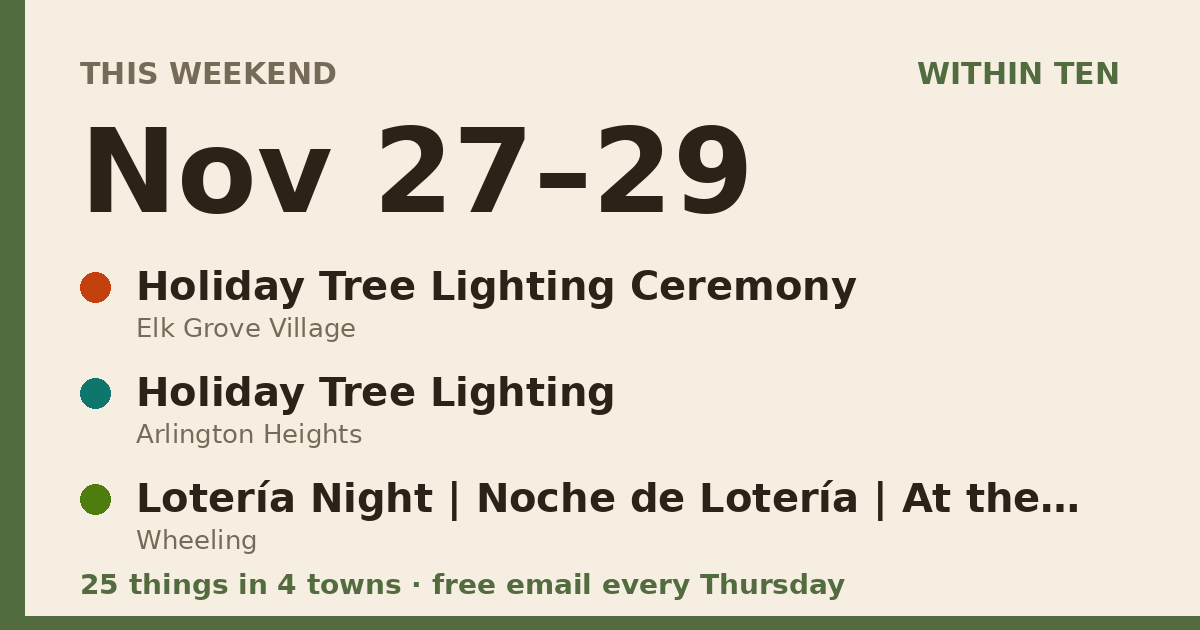 THIS WEEKEND
WITHIN TEN
Nov 27–29
Holiday Tree Lighting Ceremony
Elk Grove Village
Holiday Tree Lighting
Arlington Heights
Lotería Night | Noche de Lotería | At the…
Wheeling
25 things in 4 towns · free email every Thursday